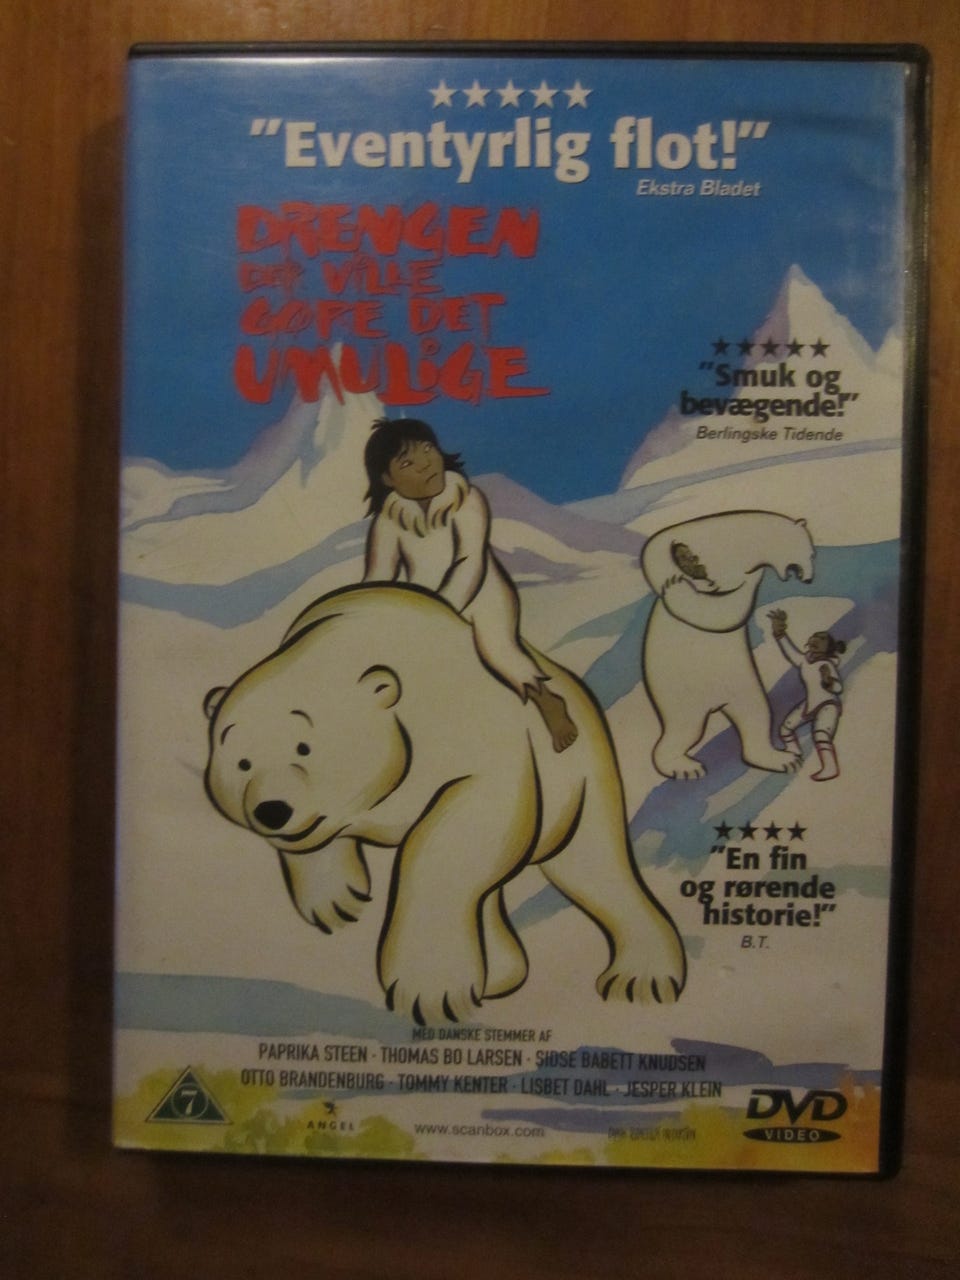 ★★★★★
"Eventyrlig flot!"
Ekstra Bladet
DRENGEN
DER VILLE
GØRE DET
UMULIGE
★★★★★
"Smuk og
bevægende!"
Berlingske Tidende
★★★★
"En fin
og rørende
historie!"
B.T.
MED DANSKE STEMMER AF
PAPRIKA STEEN · THOMAS BO LARSEN · SIDSE BABETT KNUDSEN
OTTO BRANDENBURG · TOMMY KENTER · LISBET DAHL · JESPER KLEIN
7
ANGEL
www.scanbox.com
DVD
VIDEO